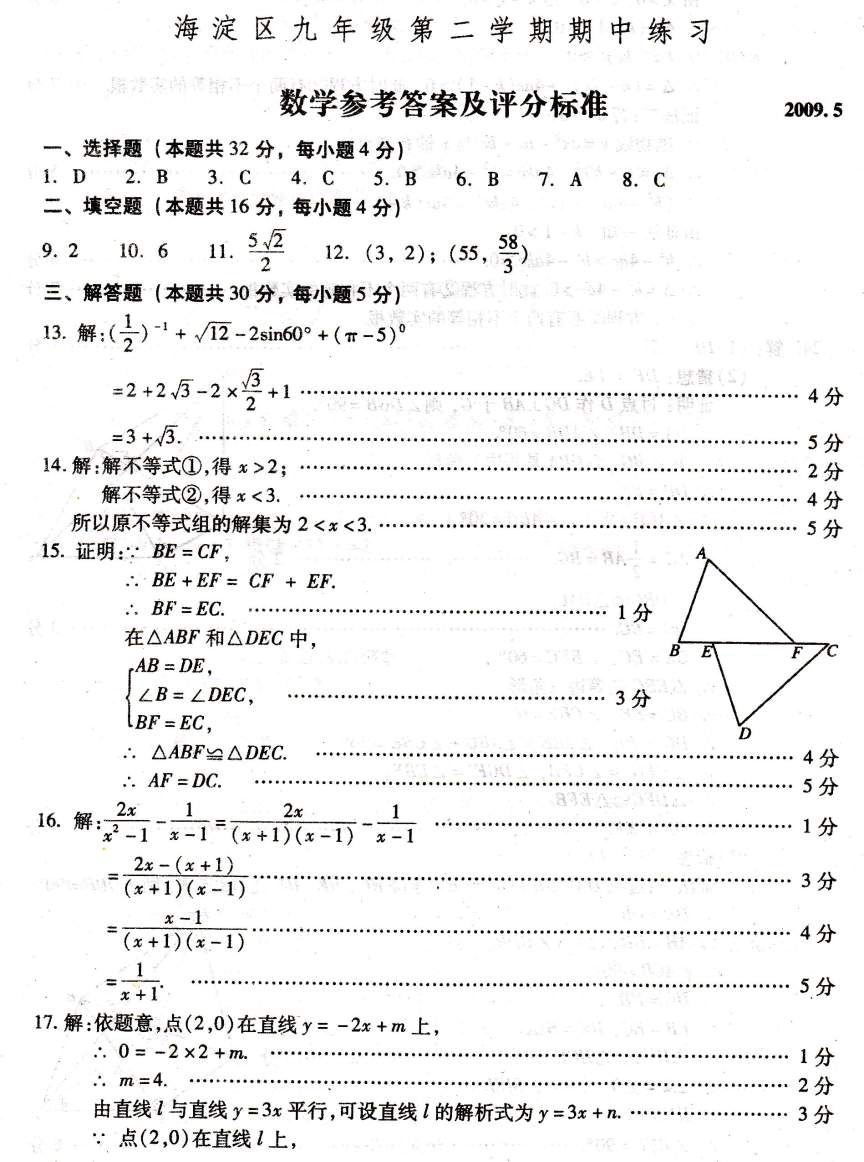 海淀区九年级第二学期期中练习
数学参考答案及评分标准 2009.5
一、选择题（本题共32分，每小题4分）
1. D 2. B 3. C 4. C 5. B 6. B 7. A 8. C
二、填空题（本题共16分，每小题4分）
9. 2 10. 6 11. 5√2/2 12. (3, 2); (55, 58/3)
三、解答题（本题共30分，每小题5分）
13. 解:(1/2)⁻¹ + √12 - 2sin60° + (π-5)⁰
=2+2√3-2×√3/2+1 …… 4分
=3+√3. …… 5分
14. 解:解不等式①,得 x>2; …… 2分
解不等式②,得 x<3. …… 4分
所以原不等式组的解集为 2<x<3. …… 5分
15. 证明:∵ BE=CF,
∴ BE+EF= CF + EF.
∴ BF=EC. …… 1分
在△ABF 和△DEC 中，
AB=DE,
∠B=∠DEC, …… 3分
BF=EC,
∴ △ABF≌△DEC. …… 4分
∴ AF=DC. …… 5分
A
B E F C
D
16. 解:2x/(x²-1) - 1/(x-1) = 2x/((x+1)(x-1)) - 1/(x-1) …… 1分
= (2x-(x+1))/((x+1)(x-1)) …… 3分
= (x-1)/((x+1)(x-1)) …… 4分
= 1/(x+1). …… 5分
17. 解:依题意,点(2,0)在直线 y= -2x+m 上，
∴ 0= -2×2+m. …… 1分
∴ m=4. …… 2分
由直线 l 与直线 y=3x 平行,可设直线 l 的解析式为 y=3x+n. …… 3分
∵ 点(2,0)在直线 l 上，